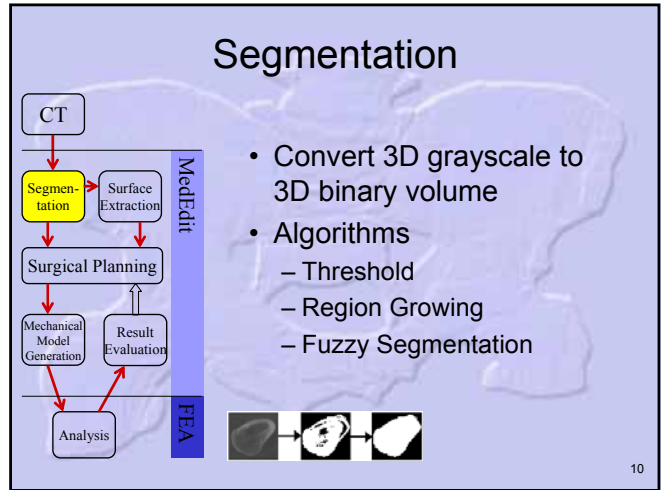 Segmentation
CT
Segmen-
tation
Surface
Extraction
Surgical Planning
Mechanical
Model
Generation
Result
Evaluation
Analysis
MedEdit
FEA
• Convert 3D grayscale to
3D binary volume
• Algorithms
– Threshold
– Region Growing
– Fuzzy Segmentation
10